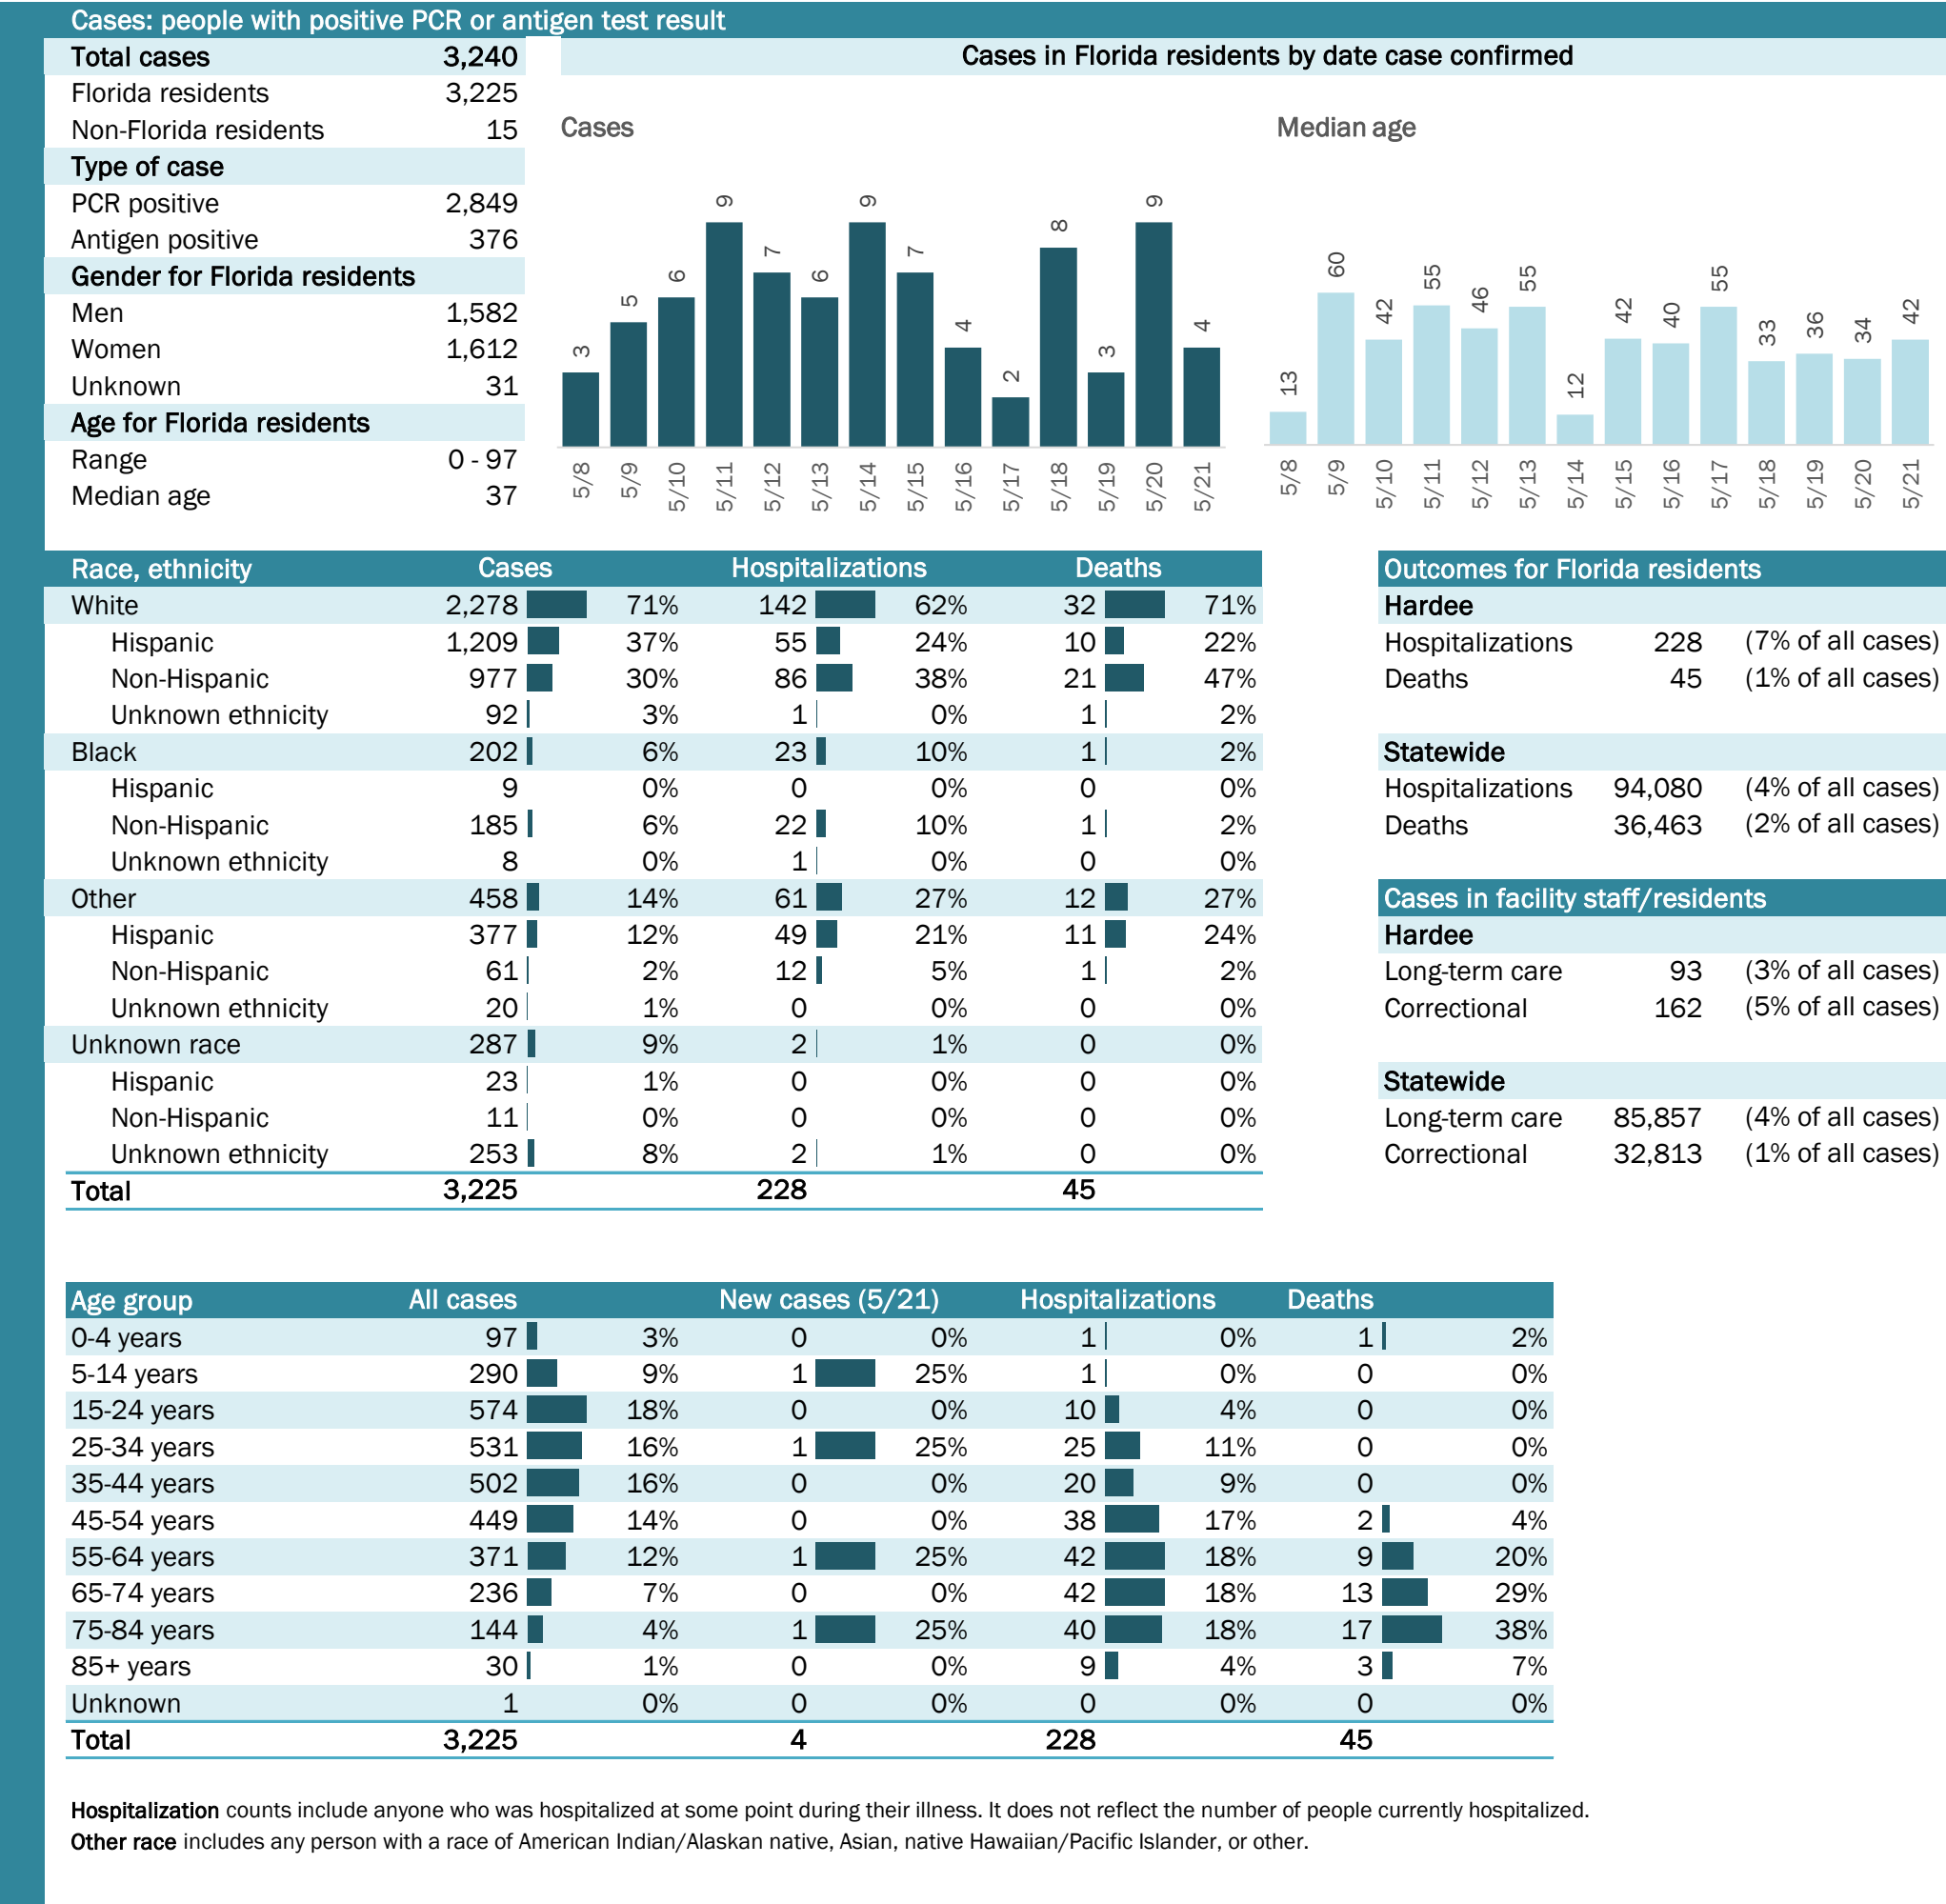 Cases: people with positive PCR or antigen test result
Total cases 3,240
Florida residents 3,225
Non-Florida residents 15
Type of case
PCR positive 2,849
Antigen positive 376
Gender for Florida residents
Men 1,582
Women 1,612
Unknown 31
Age for Florida residents
Range 0 - 97
Median age 37
Cases in Florida residents by date case confirmed
Cases
3 5 6 9 7 6 9 7 4 2 8 3 9 4
5/8 5/9 5/10 5/11 5/12 5/13 5/14 5/15 5/16 5/17 5/18 5/19 5/20 5/21
Median age
13 60 42 55 46 55 12 42 40 55 33 36 34 42
5/8 5/9 5/10 5/11 5/12 5/13 5/14 5/15 5/16 5/17 5/18 5/19 5/20 5/21
Race, ethnicity Cases Hospitalizations Deaths
White 2,278 71% 142 62% 32 71%
Hispanic 1,209 37% 55 24% 10 22%
Non-Hispanic 977 30% 86 38% 21 47%
Unknown ethnicity 92 3% 1 0% 1 2%
Black 202 6% 23 10% 1 2%
Hispanic 9 0% 0 0% 0 0%
Non-Hispanic 185 6% 22 10% 1 2%
Unknown ethnicity 8 0% 1 0% 0 0%
Other 458 14% 61 27% 12 27%
Hispanic 377 12% 49 21% 11 24%
Non-Hispanic 61 2% 12 5% 1 2%
Unknown ethnicity 20 1% 0 0% 0 0%
Unknown race 287 9% 2 1% 0 0%
Hispanic 23 1% 0 0% 0 0%
Non-Hispanic 11 0% 0 0% 0 0%
Unknown ethnicity 253 8% 2 1% 0 0%
Total 3,225 228 45
Outcomes for Florida residents
Hardee
Hospitalizations 228 (7% of all cases)
Deaths 45 (1% of all cases)
Statewide
Hospitalizations 94,080 (4% of all cases)
Deaths 36,463 (2% of all cases)
Cases in facility staff/residents
Hardee
Long-term care 93 (3% of all cases)
Correctional 162 (5% of all cases)
Statewide
Long-term care 85,857 (4% of all cases)
Correctional 32,813 (1% of all cases)
Age group All cases New cases (5/21) Hospitalizations Deaths
0-4 years 97 3% 0 0% 1 0% 1 2%
5-14 years 290 9% 1 25% 1 0% 0 0%
15-24 years 574 18% 0 0% 10 4% 0 0%
25-34 years 531 16% 1 25% 25 11% 0 0%
35-44 years 502 16% 0 0% 20 9% 0 0%
45-54 years 449 14% 0 0% 38 17% 2 4%
55-64 years 371 12% 1 25% 42 18% 9 20%
65-74 years 236 7% 0 0% 42 18% 13 29%
75-84 years 144 4% 1 25% 40 18% 17 38%
85+ years 30 1% 0 0% 9 4% 3 7%
Unknown 1 0% 0 0% 0 0% 0 0%
Total 3,225 4 228 45
Hospitalization counts include anyone who was hospitalized at some point during their illness. It does not reflect the number of people currently hospitalized.
Other race includes any person with a race of American Indian/Alaskan native, Asian, native Hawaiian/Pacific Islander, or other.